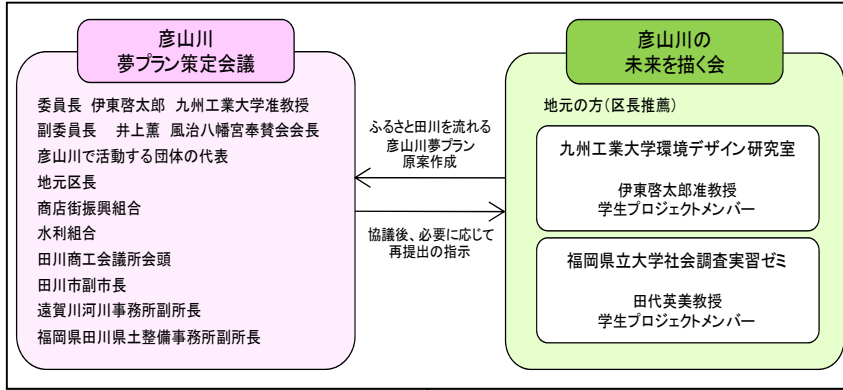 彦山川
夢プラン策定会議
委員長 伊東啓太郎 九州工業大学准教授
副委員長 井上薫 風治八幡宮奉賛会会長
彦山川で活動する団体の代表
地元区長
商店街振興組合
水利組合
田川商工会議所会頭
田川市副市長
遠賀川河川事務所副所長
福岡県田川県土整備事務所副所長
ふるさと田川を流れる
彦山川夢プラン
原案作成
協議後、必要に応じて
再提出の指示
彦山川の
未来を描く会
地元の方(区長推薦)
九州工業大学環境デザイン研究室
伊東啓太郎准教授
学生プロジェクトメンバー
福岡県立大学社会調査実習ゼミ
田代英美教授
学生プロジェクトメンバー